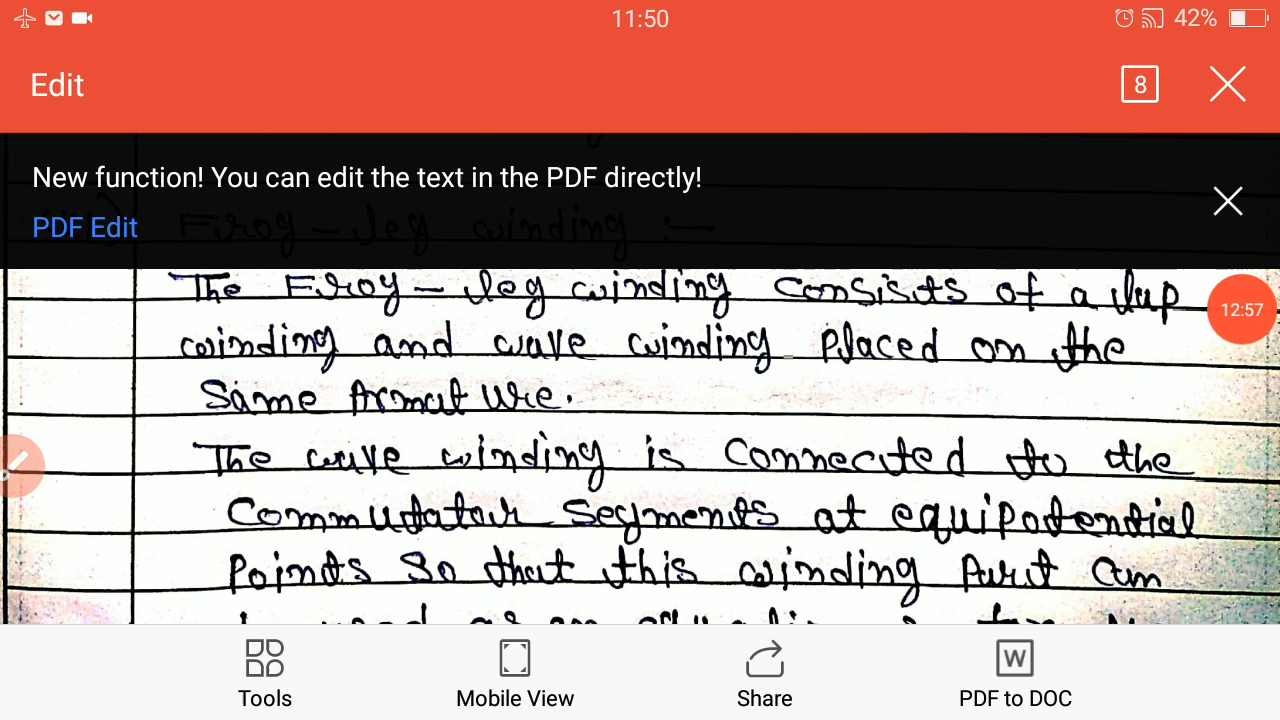 11:50
42%
Edit
8
New function! You can edit the text in the PDF directly!
PDF Edit
Frog-leg winding :-
The Frog-leg winding consists of a lap
12:57
winding and wave winding placed on the
Same Armature.
The wave winding is connected to the
Commutator segments at equipotential
Points so that this winding Part can
Tools
Mobile View
Share
W
PDF to DOC